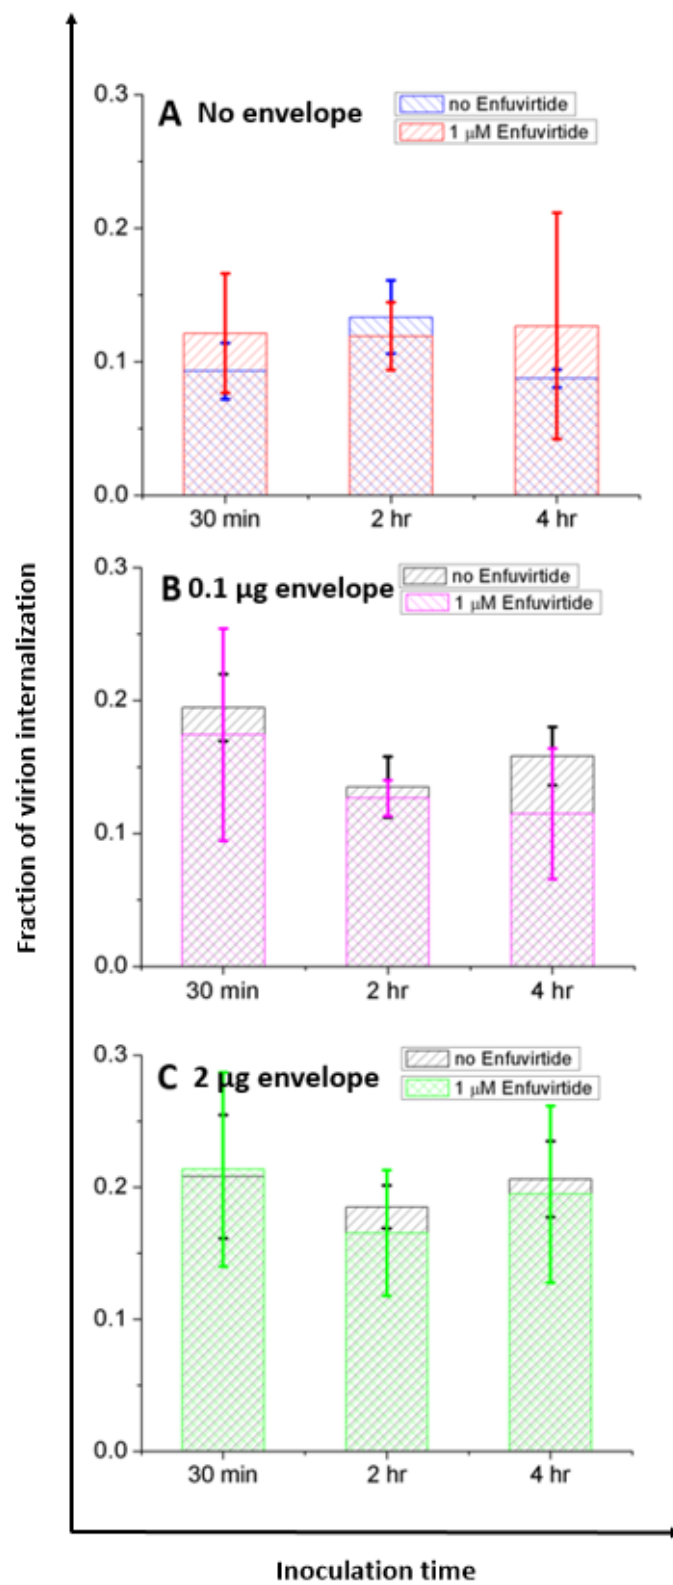 0.3
A No envelope
no Enfuvirtide
1 μM Enfuvirtide
0.2
0.1
0.0
30 min
2 hr
4 hr
Fraction of virion internalization
0.3
B 0.1 μg envelope
no Enfuvirtide
1 μM Enfuvirtide
0.2
0.1
0.0
30 min
2 hr
4 hr
0.3
C 2 μg envelope
no Enfuvirtide
1 μM Enfuvirtide
0.2
0.1
0.0
30 min
2 hr
4 hr
Inoculation time